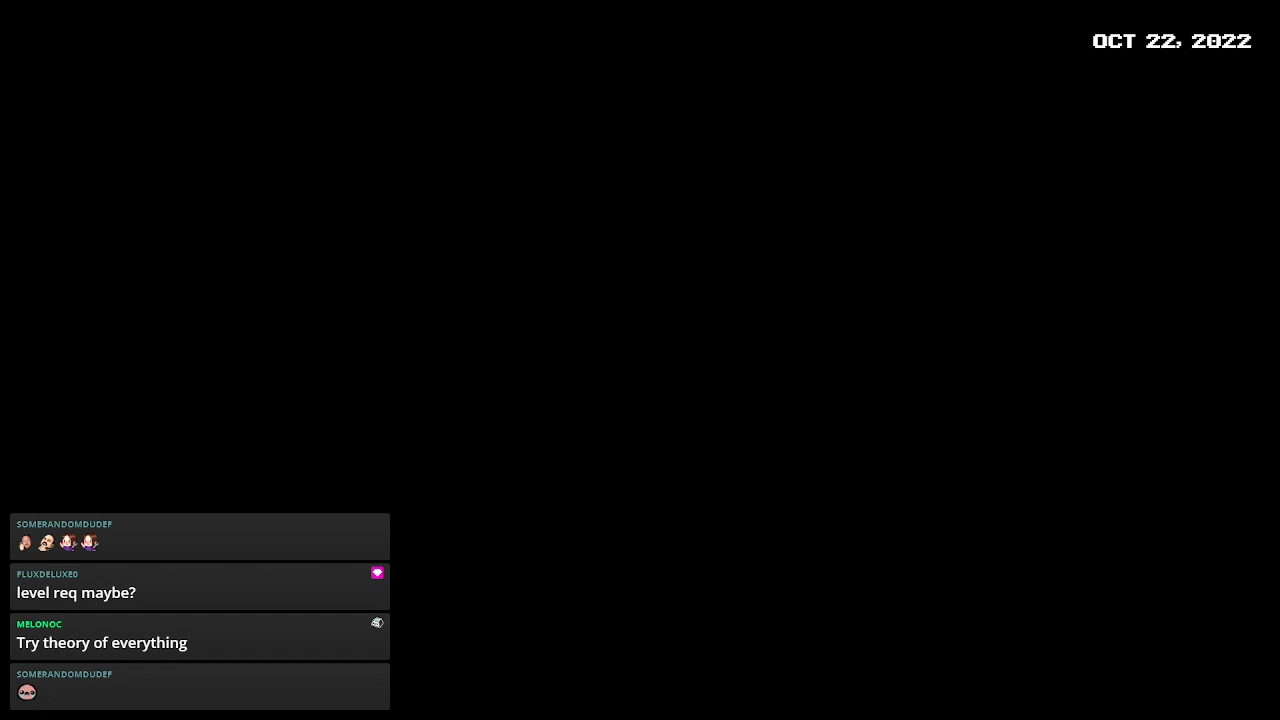 OCT 22, 2022
SOMERANDOMDUDEF
FLUXDELUXE0
level req maybe?
MELONOC
Try theory of everything
SOMERANDOMDUDEF